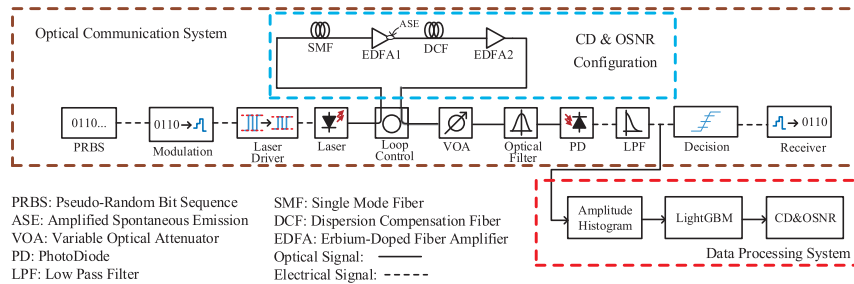 Optical Communication System
ASE
SMF
EDFA1
DCF
EDFA2
CD & OSNR
Configuration
0110...
PRBS
0110
Modulation
Laser
Driver
Laser
Loop
Control
VOA
Optical
Filter
PD
LPF
Decision
0110
Receiver
PRBS: Pseudo-Random Bit Sequence
ASE: Amplified Spontaneous Emission
VOA: Variable Optical Attenuator
PD: PhotoDiode
LPF: Low Pass Filter
SMF: Single Mode Fiber
DCF: Dispersion Compensation Fiber
EDFA: Erbium-Doped Fiber Amplifier
Optical Signal:
Electrical Signal:
Amplitude
Histogram
LightGBM
CD&OSNR
Data Processing System